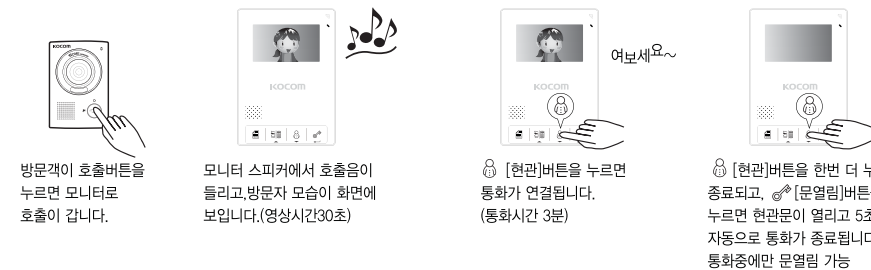 KOCOM
KOCOM
KOCOM
여보세요~
KOCOM
방문객이 호출버튼을
누르면 모니터로
호출이 갑니다.
모니터 스피커에서 호출음이
들리고,방문자 모습이 화면에
보입니다.(영상시간30초)
[현관]버튼을 누르면
통화가 연결됩니다.
(통화시간 3분)
[현관]버튼을 한번 더
종료되고, [문열림]버튼
누르면 현관문이 열리고 5초
자동으로 통화가 종료됩니다
통화중에만 문열림 가능